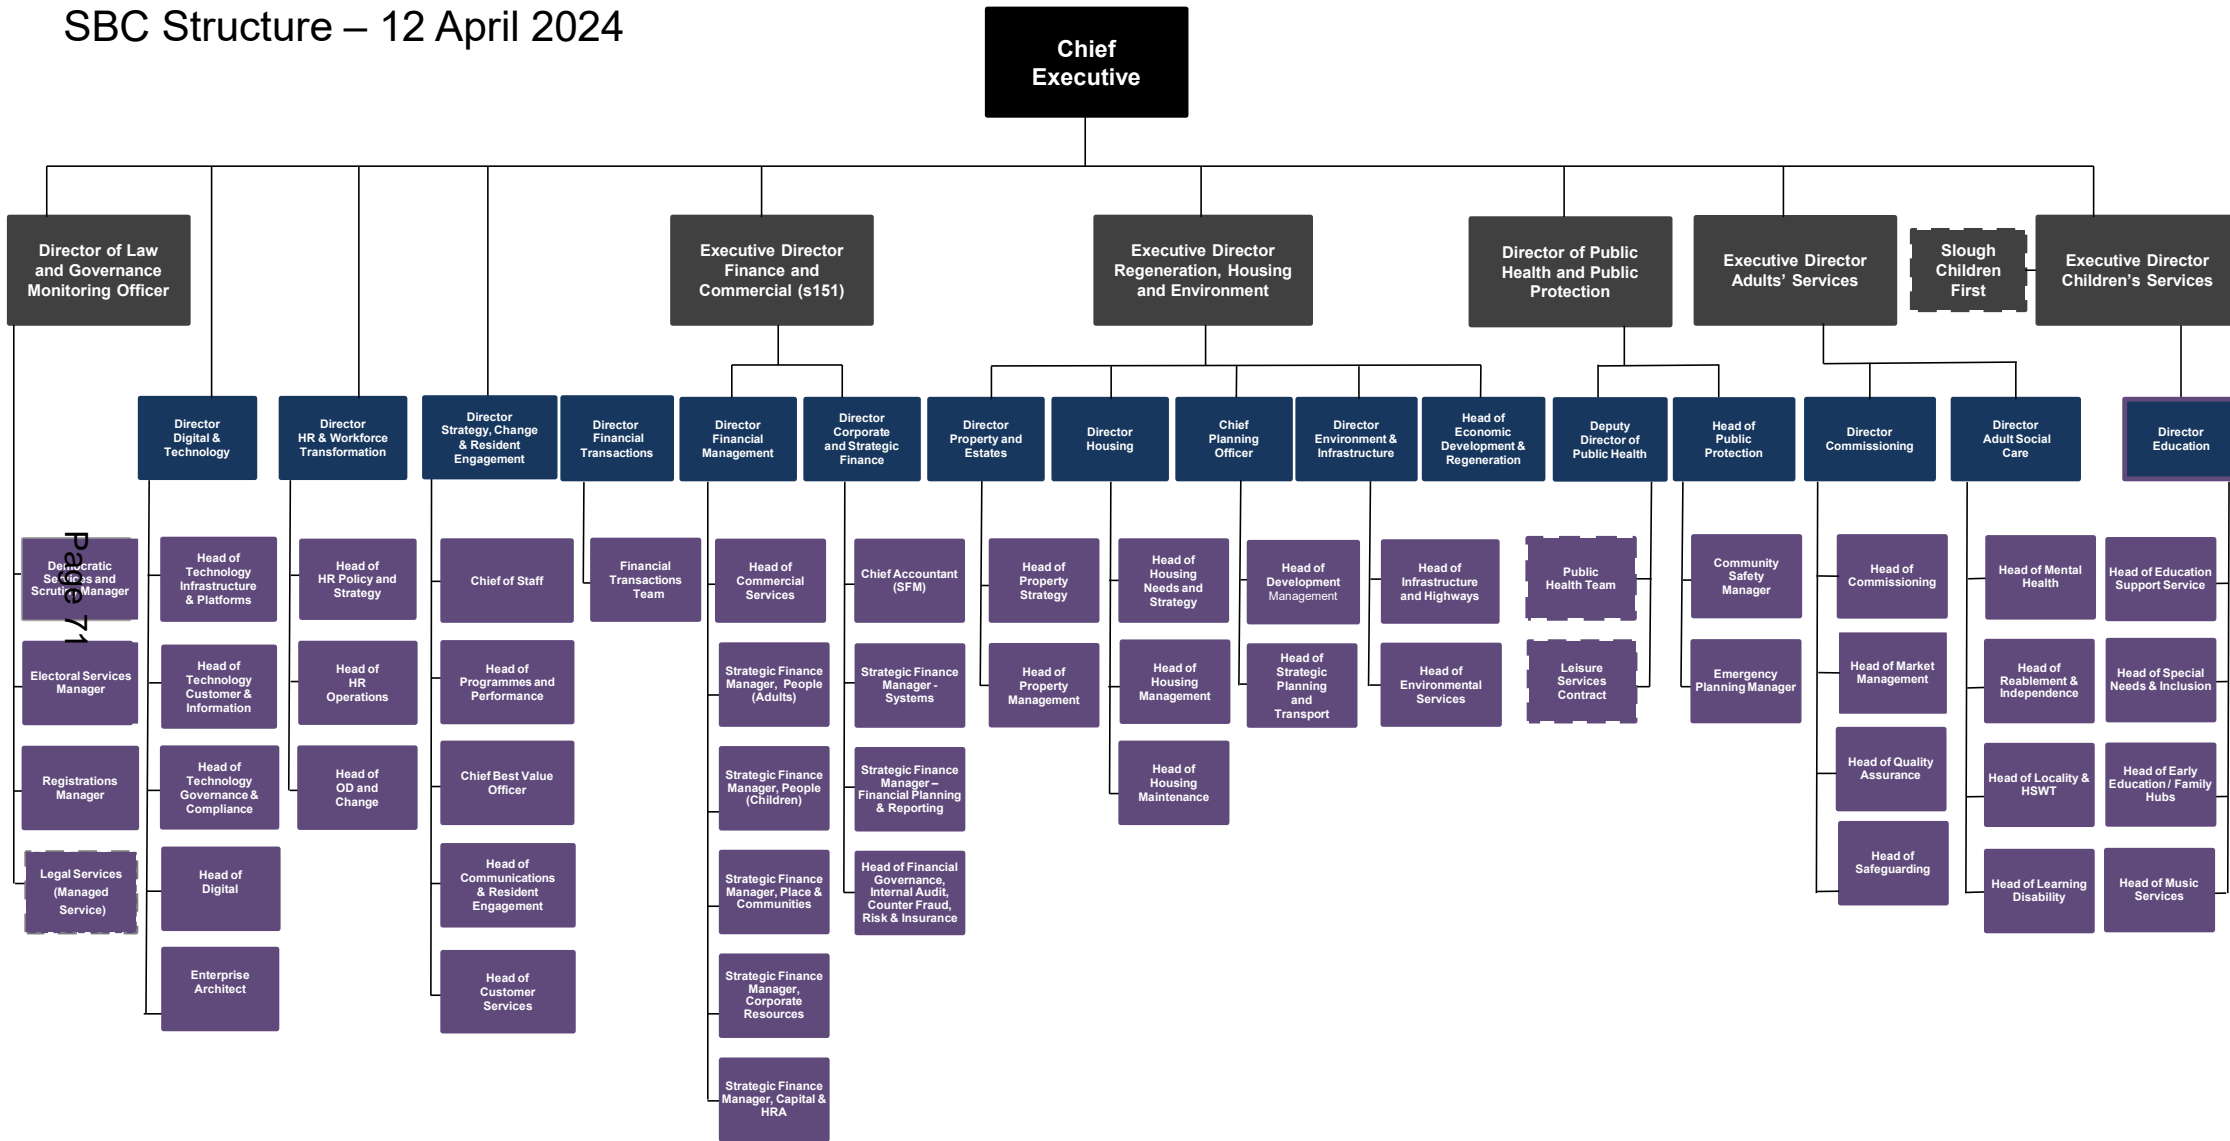 SBC Structure – 12 April 2024
Chief
Executive
Director of Law
and Governance
Monitoring Officer
Executive Director
Finance and
Commercial (s151)
Executive Director
Regeneration, Housing
and Environment
Director of Public
Health and Public
Protection
Executive Director
Adults’ Services
Slough
Children
First
Executive Director
Children’s Services
Director
Digital &
Technology
Director
HR & Workforce
Transformation
Director
Strategy, Change
& Resident
Engagement
Director
Financial
Transactions
Director
Financial
Management
Director
Corporate
and Strategic
Finance
Director
Property and
Estates
Director
Housing
Chief
Planning
Officer
Director
Environment &
Infrastructure
Head of
Economic
Development &
Regeneration
Deputy
Director of
Public Health
Head of
Public
Protection
Director
Commissioning
Director
Adult Social
Care
Director
Education
Democratic
Services and
Scrutiny Manager
Electoral Services
Manager
Registrations
Manager
Legal Services
(Managed
Service)
Page 71
Head of
Technology
Infrastructure
& Platforms
Head of
Technology
Customer &
Information
Head of
Technology
Governance &
Compliance
Head of
Digital
Enterprise
Architect
Head of
HR Policy and
Strategy
Head of
HR
Operations
Head of
OD and
Change
Chief of Staff
Head of
Programmes and
Performance
Chief Best Value
Officer
Head of
Communications
& Resident
Engagement
Head of
Customer
Services
Financial
Transactions
Team
Head of
Commercial
Services
Strategic Finance
Manager, People
(Adults)
Strategic Finance
Manager, People
(Children)
Strategic Finance
Manager, Place &
Communities
Strategic Finance
Manager,
Corporate
Resources
Strategic Finance
Manager, Capital &
HRA
Chief Accountant
(SFM)
Strategic Finance
Manager -
Systems
Strategic Finance
Manager –
Financial Planning
& Reporting
Head of Financial
Governance,
Internal Audit,
Counter Fraud,
Risk & Insurance
Head of
Property
Strategy
Head of
Property
Management
Head of
Housing
Needs and
Strategy
Head of
Housing
Management
Head of
Housing
Maintenance
Head of
Development
Management
Head of
Strategic
Planning
and
Transport
Head of
Infrastructure
and Highways
Head of
Environmental
Services
Public
Health Team
Leisure
Services
Contract
Community
Safety
Manager
Emergency
Planning Manager
Head of
Commissioning
Head of Market
Management
Head of Quality
Assurance
Head of
Safeguarding
Head of Mental
Health
Head of
Reablement &
Independence
Head of Locality &
HSWT
Head of Learning
Disability
Head of Education
Support Service
Head of Special
Needs & Inclusion
Head of Early
Education / Family
Hubs
Head of Music
Services